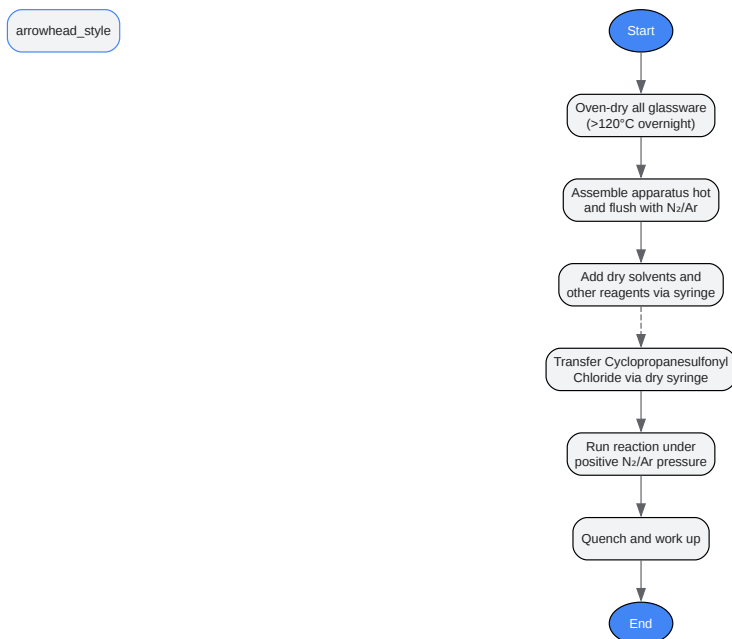 arrowhead_style
Start
Oven-dry all glassware
(>120°C overnight)
Assemble apparatus hot
and flush with N₂/Ar
Add dry solvents and
other reagents via syringe
Transfer Cyclopropanesulfonyl
Chloride via dry syringe
Run reaction under
positive N₂/Ar pressure
Quench and work up
End